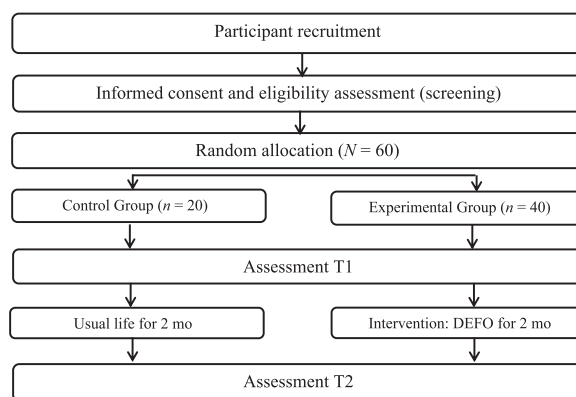 Participant recruitment
Informed consent and eligibility assessment (screening)
Random allocation (N = 60)
Control Group (n = 20)
Experimental Group (n = 40)
Assessment T1
Usual life for 2 mo
Intervention: DEFO for 2 mo
Assessment T2